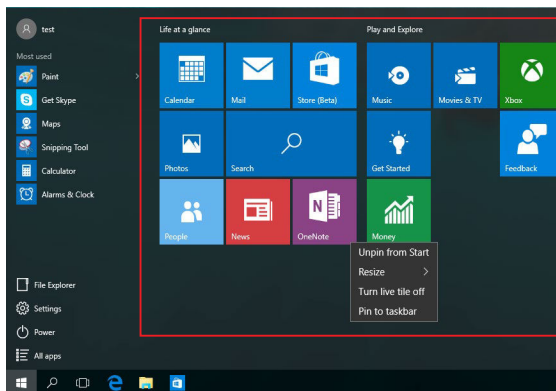 test
Most used
Paint
Get Skype
Maps
Snipping Tool
Calculator
Alarms & Clock
File Explorer
Settings
Power
All apps
Life at a glance
Calendar
Mail
Store (Beta)
Photos
Search
People
News
OneNote
Play and Explore
Music
Movies & TV
Xbox
Get Started
Feedback
Money
Unpin from Start
Resize
Turn live tile off
Pin to taskbar